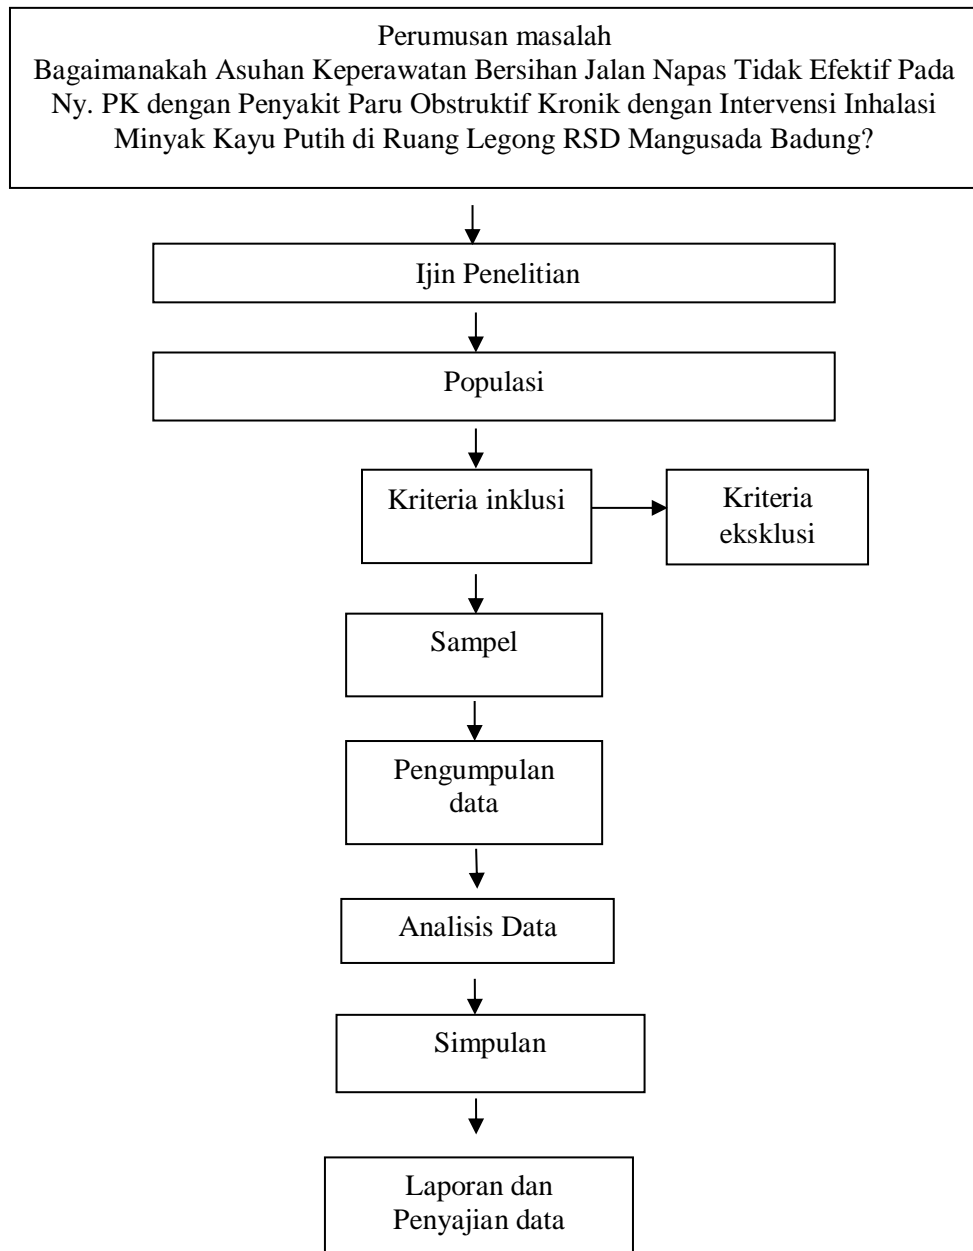 Perumusan masalah
Bagaimanakah Asuhan Keperawatan Bersihan Jalan Napas Tidak Efektif Pada
Ny. PK dengan Penyakit Paru Obstruktif Kronik dengan Intervensi Inhalasi
Minyak Kayu Putih di Ruang Legong RSD Mangusada Badung?
Ijin Penelitian
Populasi
Kriteria inklusi
Kriteria
eksklusi
Sampel
Pengumpulan
data
Analisis Data
Simpulan
Laporan dan
Penyajian data